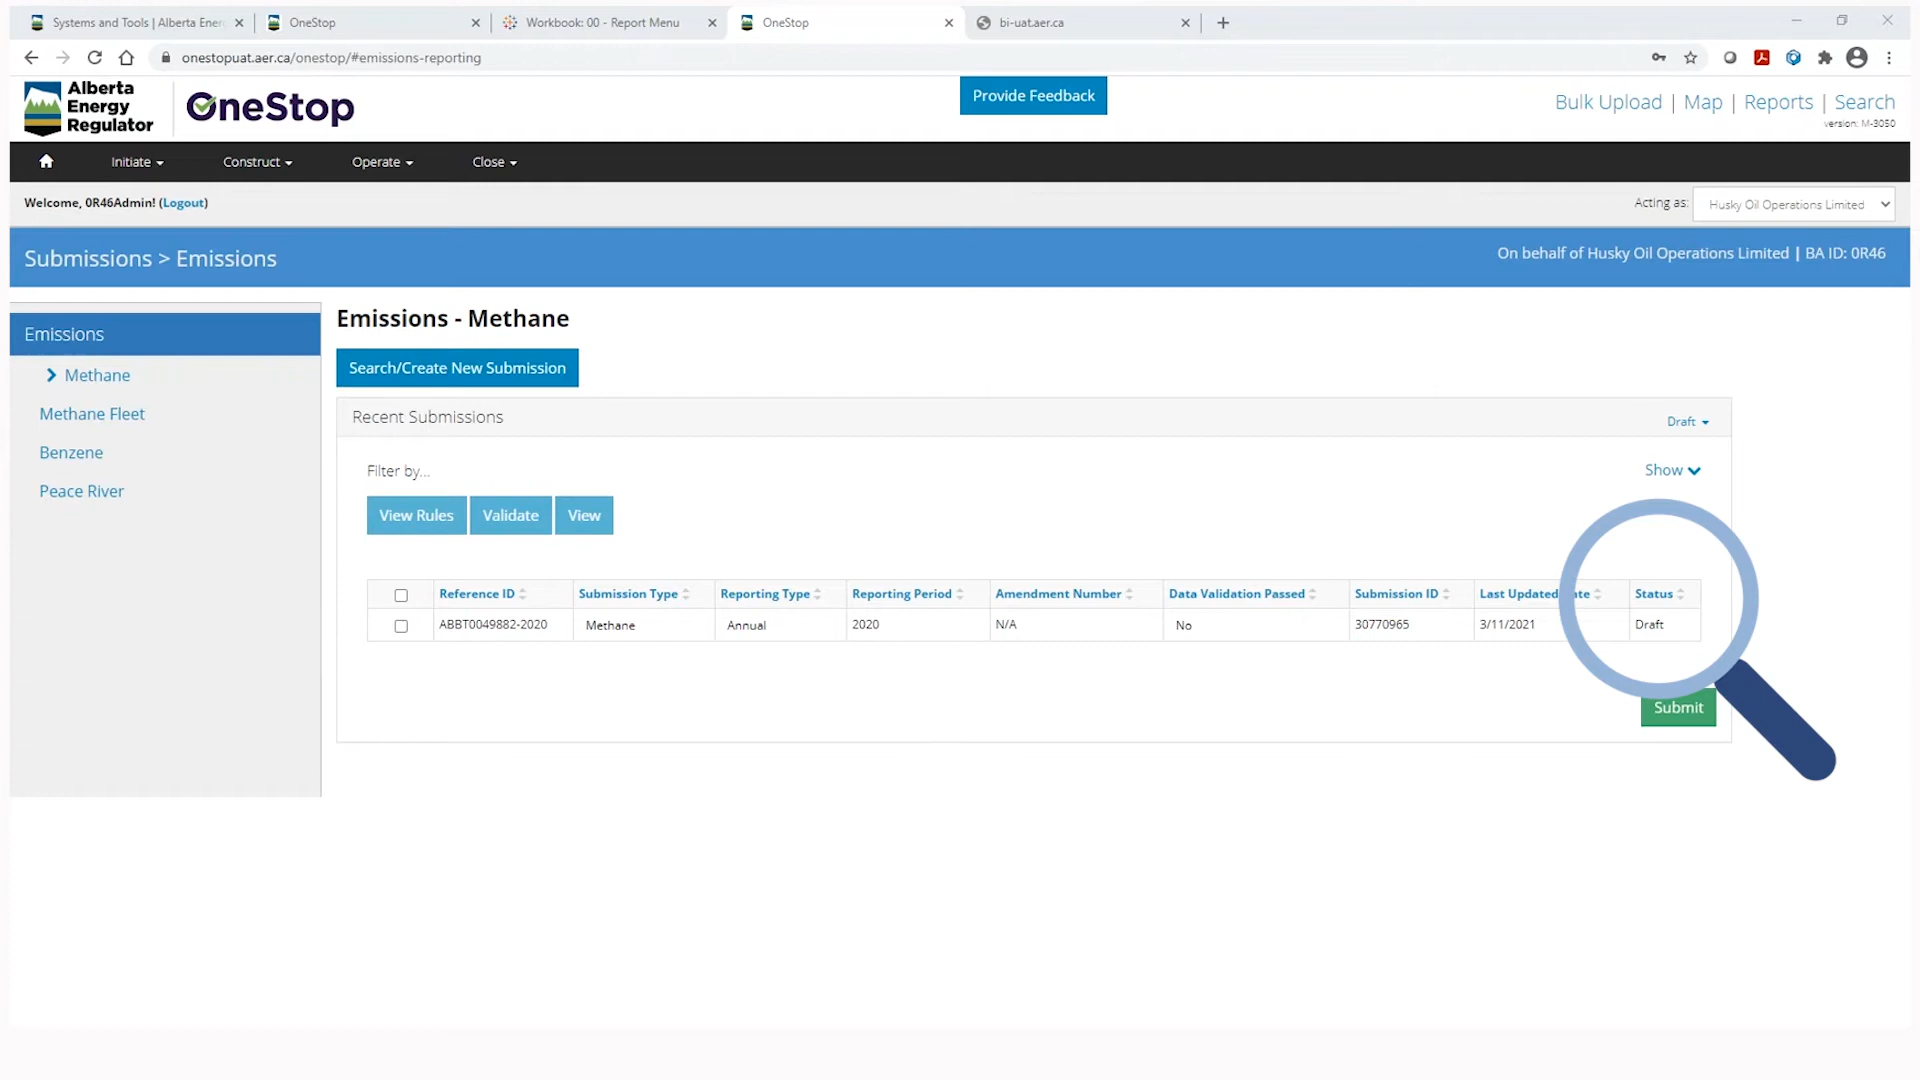 Systems and Tools | Alberta Ener
OneStop
Workbook: 00 - Report Menu
OneStop
bi-uat.aer.ca
onestopuat.aer.ca/onestop/#emissions-reporting
Alberta
Energy
Regulator
OneStop
Provide Feedback
Bulk Upload | Map | Reports | Search
version: M-3050
Initiate
Construct
Operate
Close
Welcome, 0R46Admin! (Logout)
Acting as: Husky Oil Operations Limited
Submissions > Emissions
On behalf of Husky Oil Operations Limited | BA ID: 0R46
Emissions
Methane
Methane Fleet
Benzene
Peace River
Emissions - Methane
Search/Create New Submission
Recent Submissions
Draft
Filter by...
Show
View Rules
Validate
View
Reference ID Submission Type Reporting Type Reporting Period Amendment Number Data Validation Passed Submission ID Last Updated ate Status
ABBT0049882-2020 Methane Annual 2020 N/A No 30770965 3/11/2021 Draft
Submit